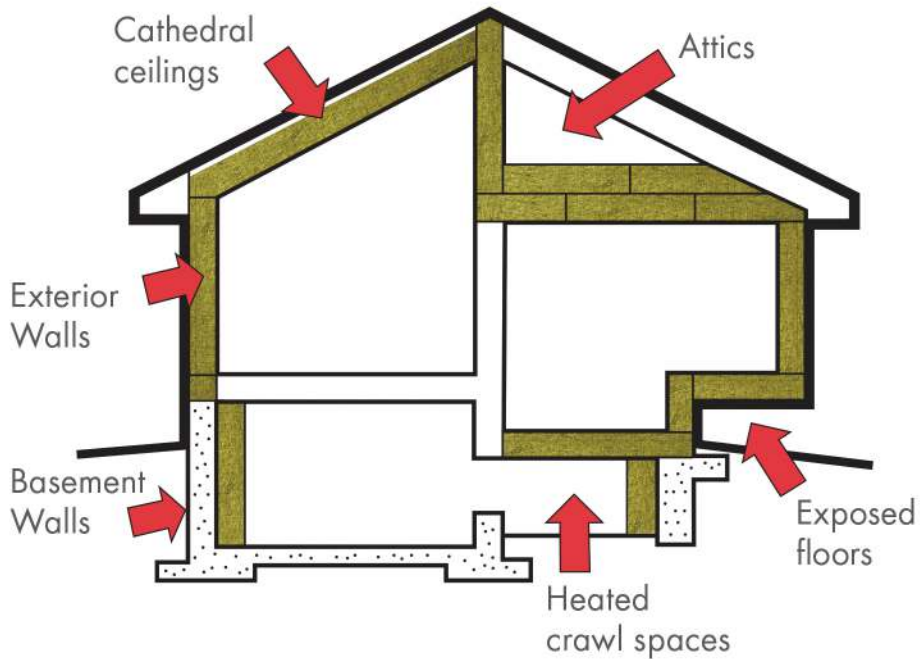 Cathedral
ceilings
Attics
Exterior
Walls
Basement
Walls
Exposed
floors
Heated
crawl spaces